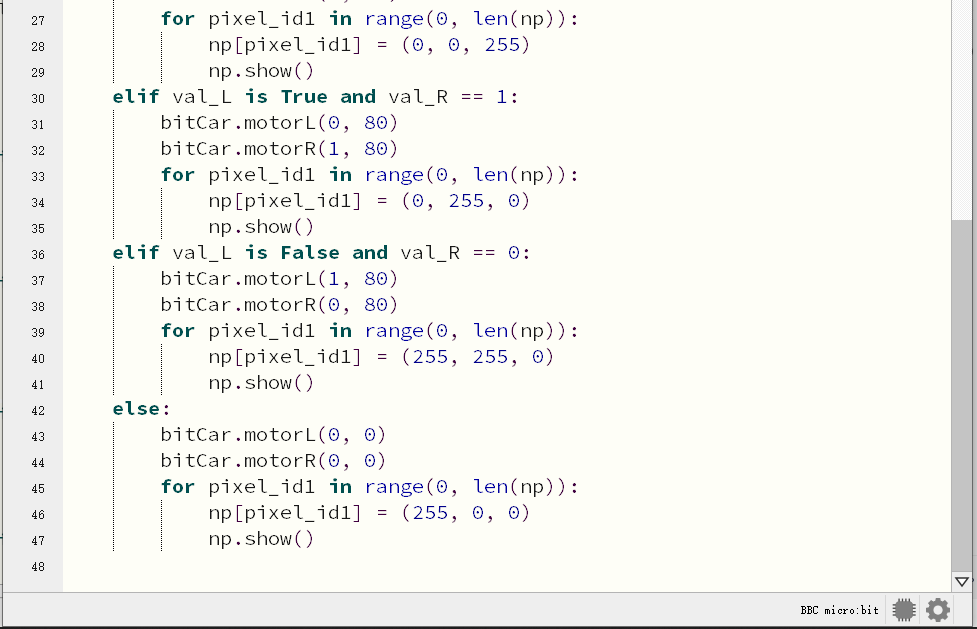 27 for pixel_id1 in range(0, len(np)):
28 np[pixel_id1] = (0, 0, 255)
29 np.show()
30 elif val_L is True and val_R == 1:
31 bitCar.motorL(0, 80)
32 bitCar.motorR(1, 80)
33 for pixel_id1 in range(0, len(np)):
34 np[pixel_id1] = (0, 255, 0)
35 np.show()
36 elif val_L is False and val_R == 0:
37 bitCar.motorL(1, 80)
38 bitCar.motorR(0, 80)
39 for pixel_id1 in range(0, len(np)):
40 np[pixel_id1] = (255, 255, 0)
41 np.show()
42 else:
43 bitCar.motorL(0, 0)
44 bitCar.motorR(0, 0)
45 for pixel_id1 in range(0, len(np)):
46 np[pixel_id1] = (255, 0, 0)
47 np.show()
48
BBC micro:bit